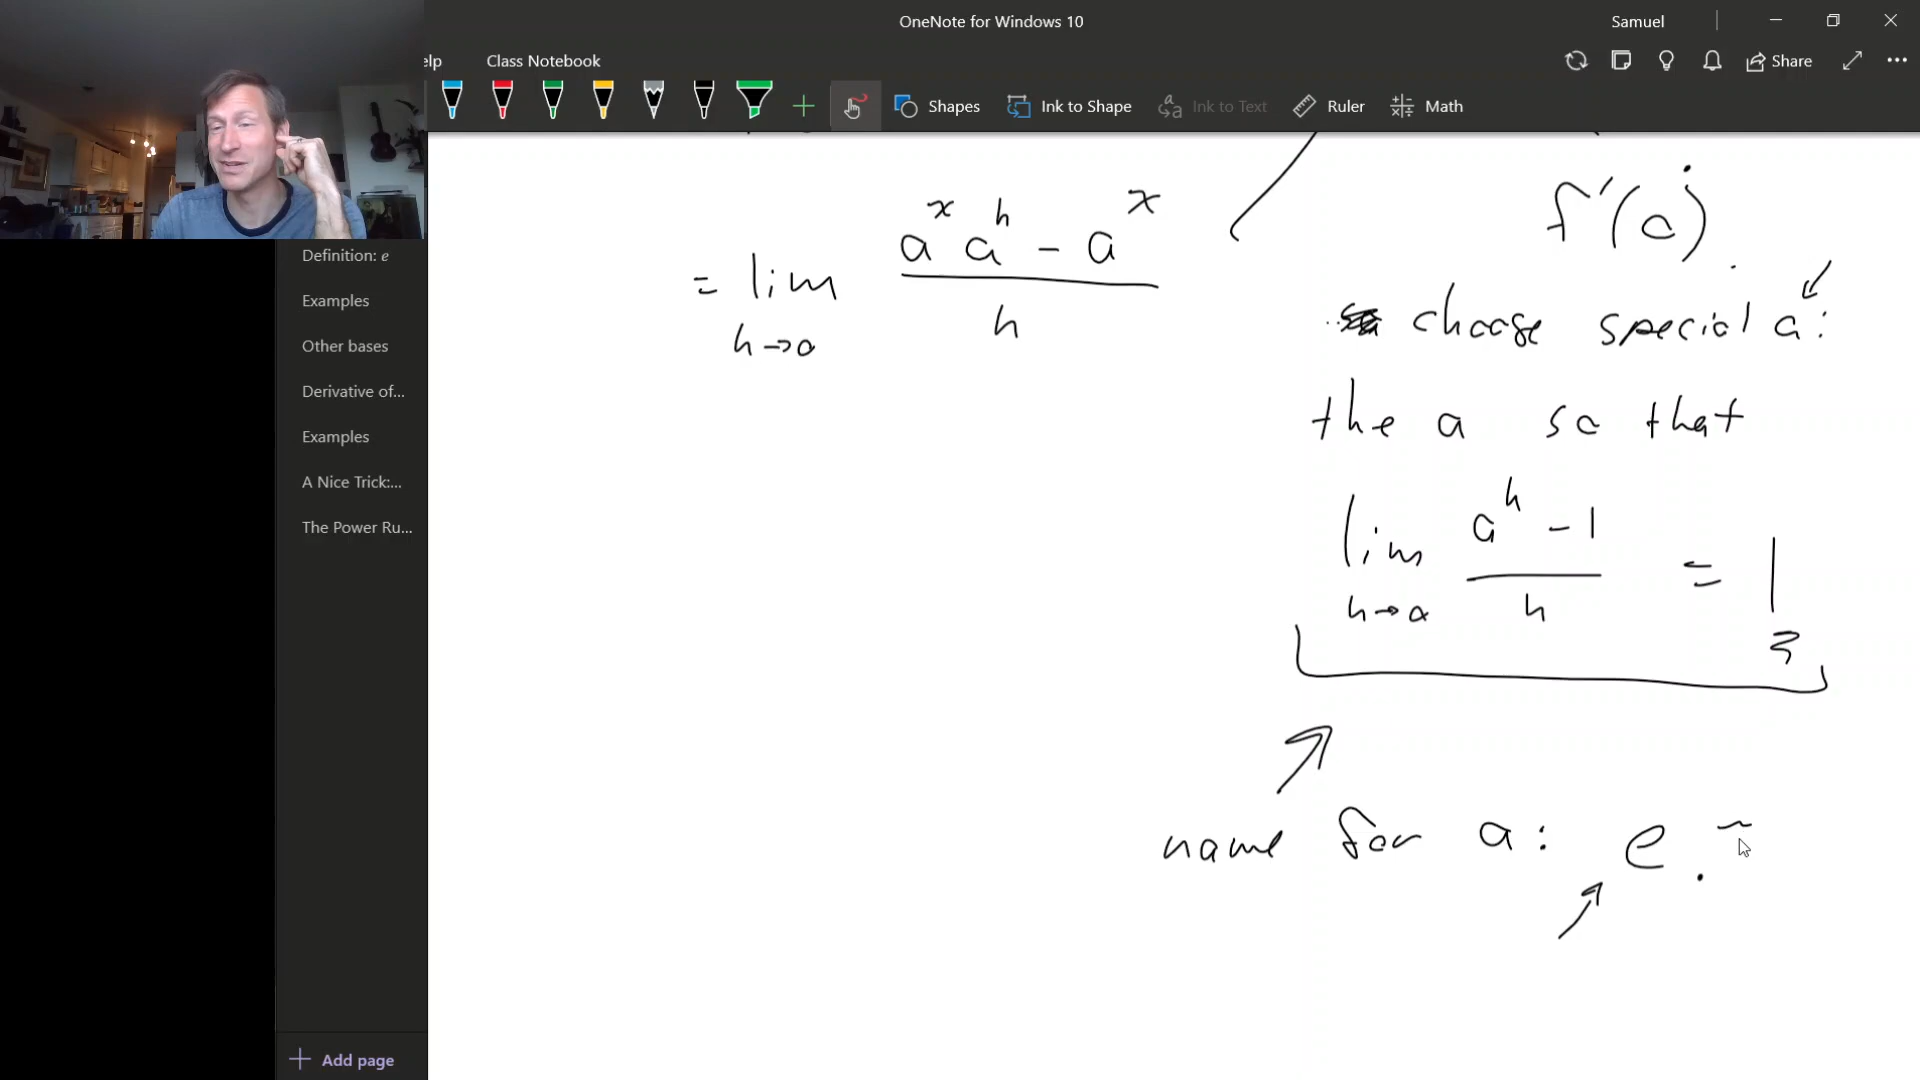 OneNote for Windows 10
Samuel
elp
Class Notebook
Share
Shapes
Ink to Shape
Ink to Text
Ruler
Math
Definition: e
Examples
Other bases
Derivative of...
Examples
A Nice Trick:...
The Power Ru...
Add page
= lim h→0 (a^x a^h - a^x) / h
f'(0)
choose special a:
the a so that
lim h→0 (a^h - 1) / h = 1
name for a: e.